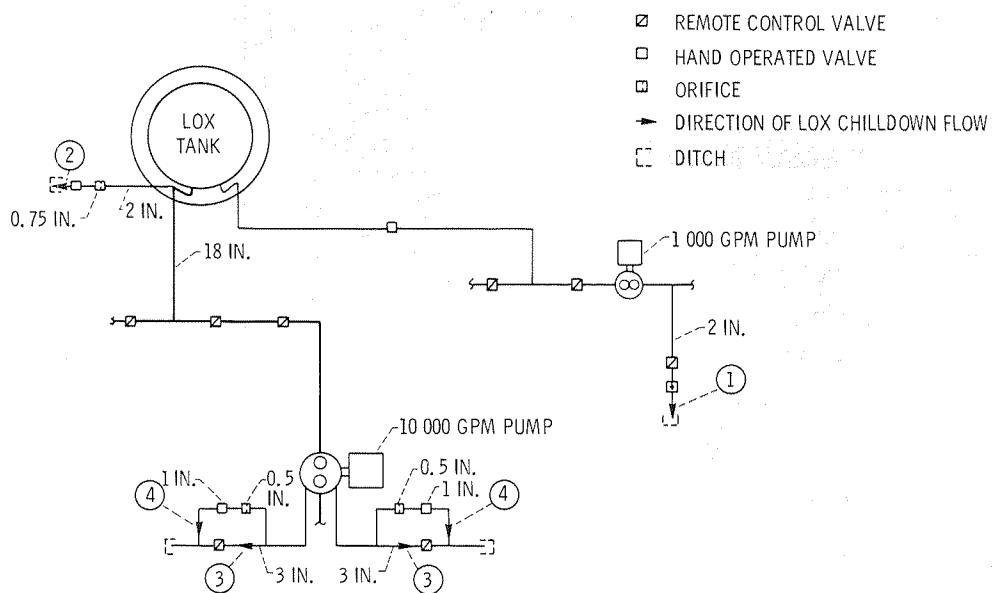 REMOTE CONTROL VALVE
HAND OPERATED VALVE
ORIFICE
DIRECTION OF LOX CHILLDOWN FLOW
DITCH
LOX
TANK
2
0.75 IN.
2 IN.
18 IN.
1 000 GPM PUMP
2 IN.
1
10 000 GPM PUMP
1 IN.
0.5
IN.
0.5 IN.
1 IN.
4
4
3
3 IN.
3 IN.
3